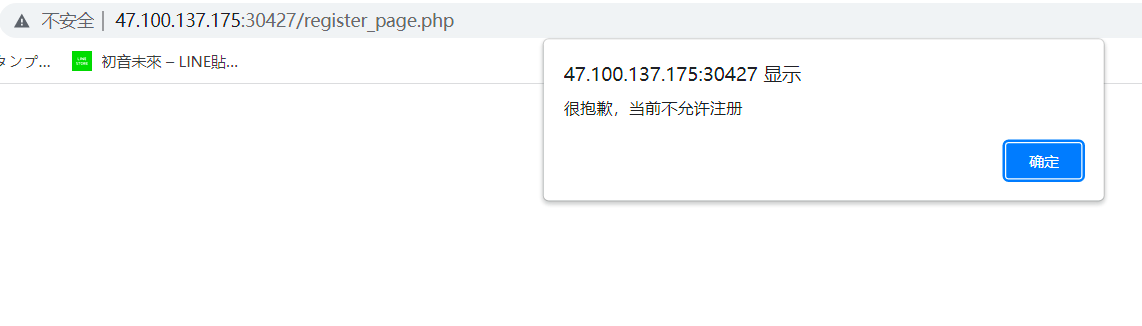 不安全 | 47.100.137.175:30427/register_page.php
タンプ... 初音未來 – LINE貼...
47.100.137.175:30427 显示
很抱歉，当前不允许注册
确定